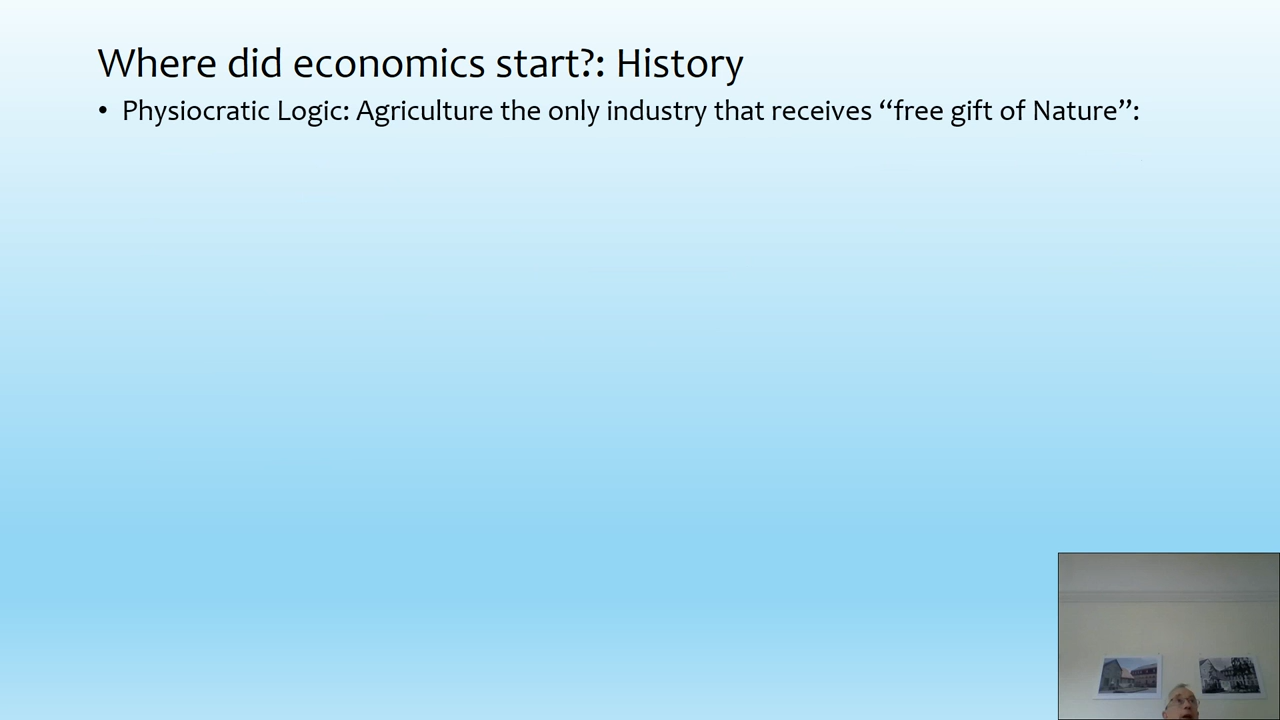 Where did economics start?: History
• Physiocratic Logic: Agriculture the only industry that receives “free gift of Nature”: